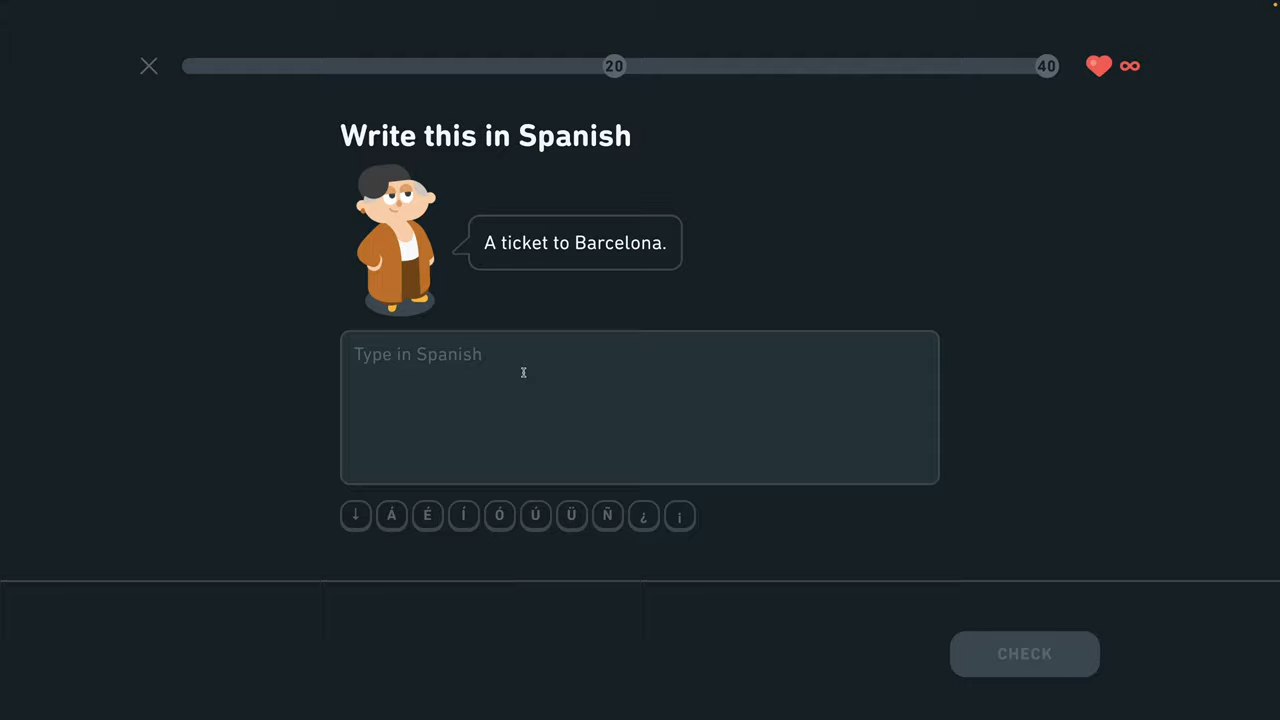 20
40
∞
Write this in Spanish
A ticket to Barcelona.
Type in Spanish
↓ Á É Í Ó Ú Ü Ñ ¿ ¡
CHECK